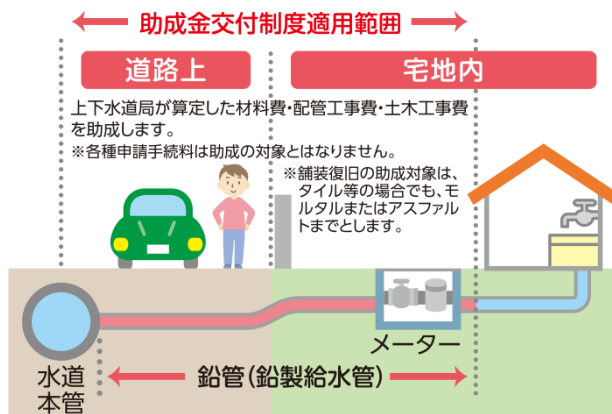 助成金交付制度適用範囲
道路上
宅地内
上下水道局が算定した材料費・配管工事費・土木工事費
を助成します。
※各種申請手続料は助成の対象とはなりません。
※舗装復旧の助成対象は、
タイル等の場合でも、モ
ルタルまたはアスファル
トまでとします。
メーター
水道
本管
鉛管(鉛製給水管)